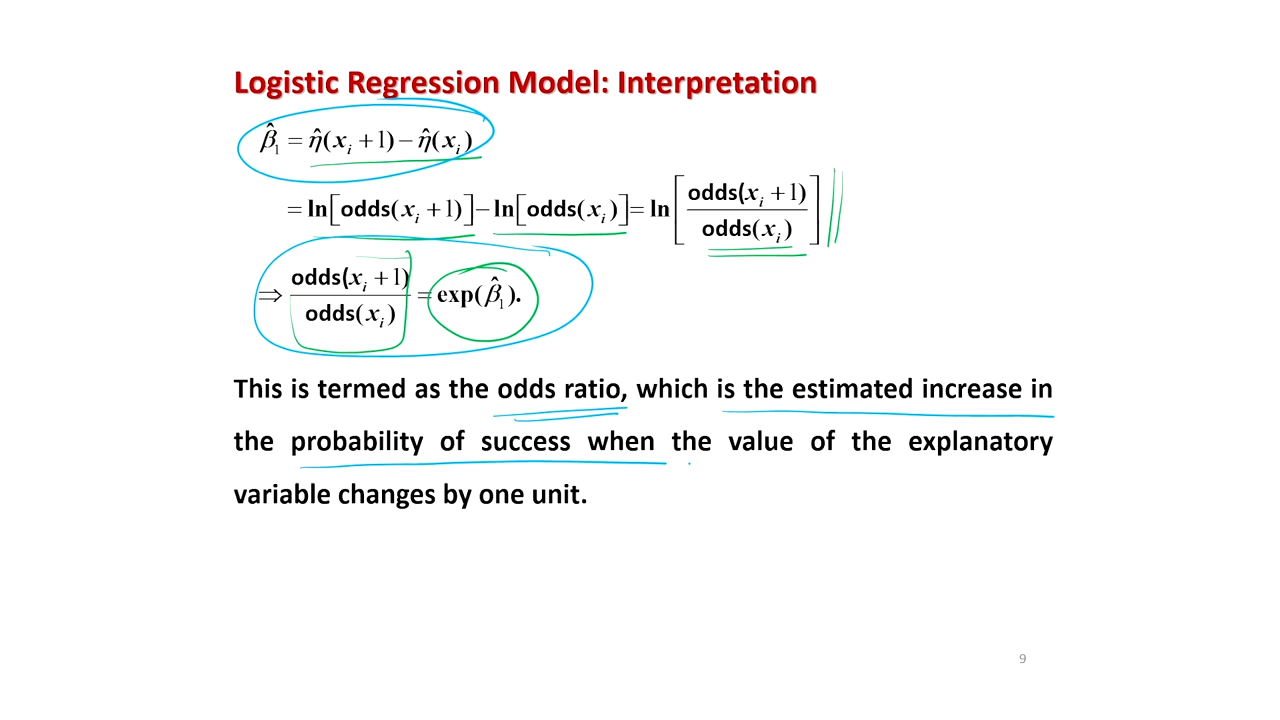 Logistic Regression Model: Interpretation
β̂₁ = η̂(xᵢ + 1) − η̂(xᵢ)
= ln[odds(xᵢ + 1)] − ln[odds(xᵢ)] = ln[odds(xᵢ + 1) / odds(xᵢ)]
⇒ odds(xᵢ + 1) / odds(xᵢ) = exp(β̂₁).
This is termed as the odds ratio, which is the estimated increase in
the probability of success when the value of the explanatory
variable changes by one unit.
9